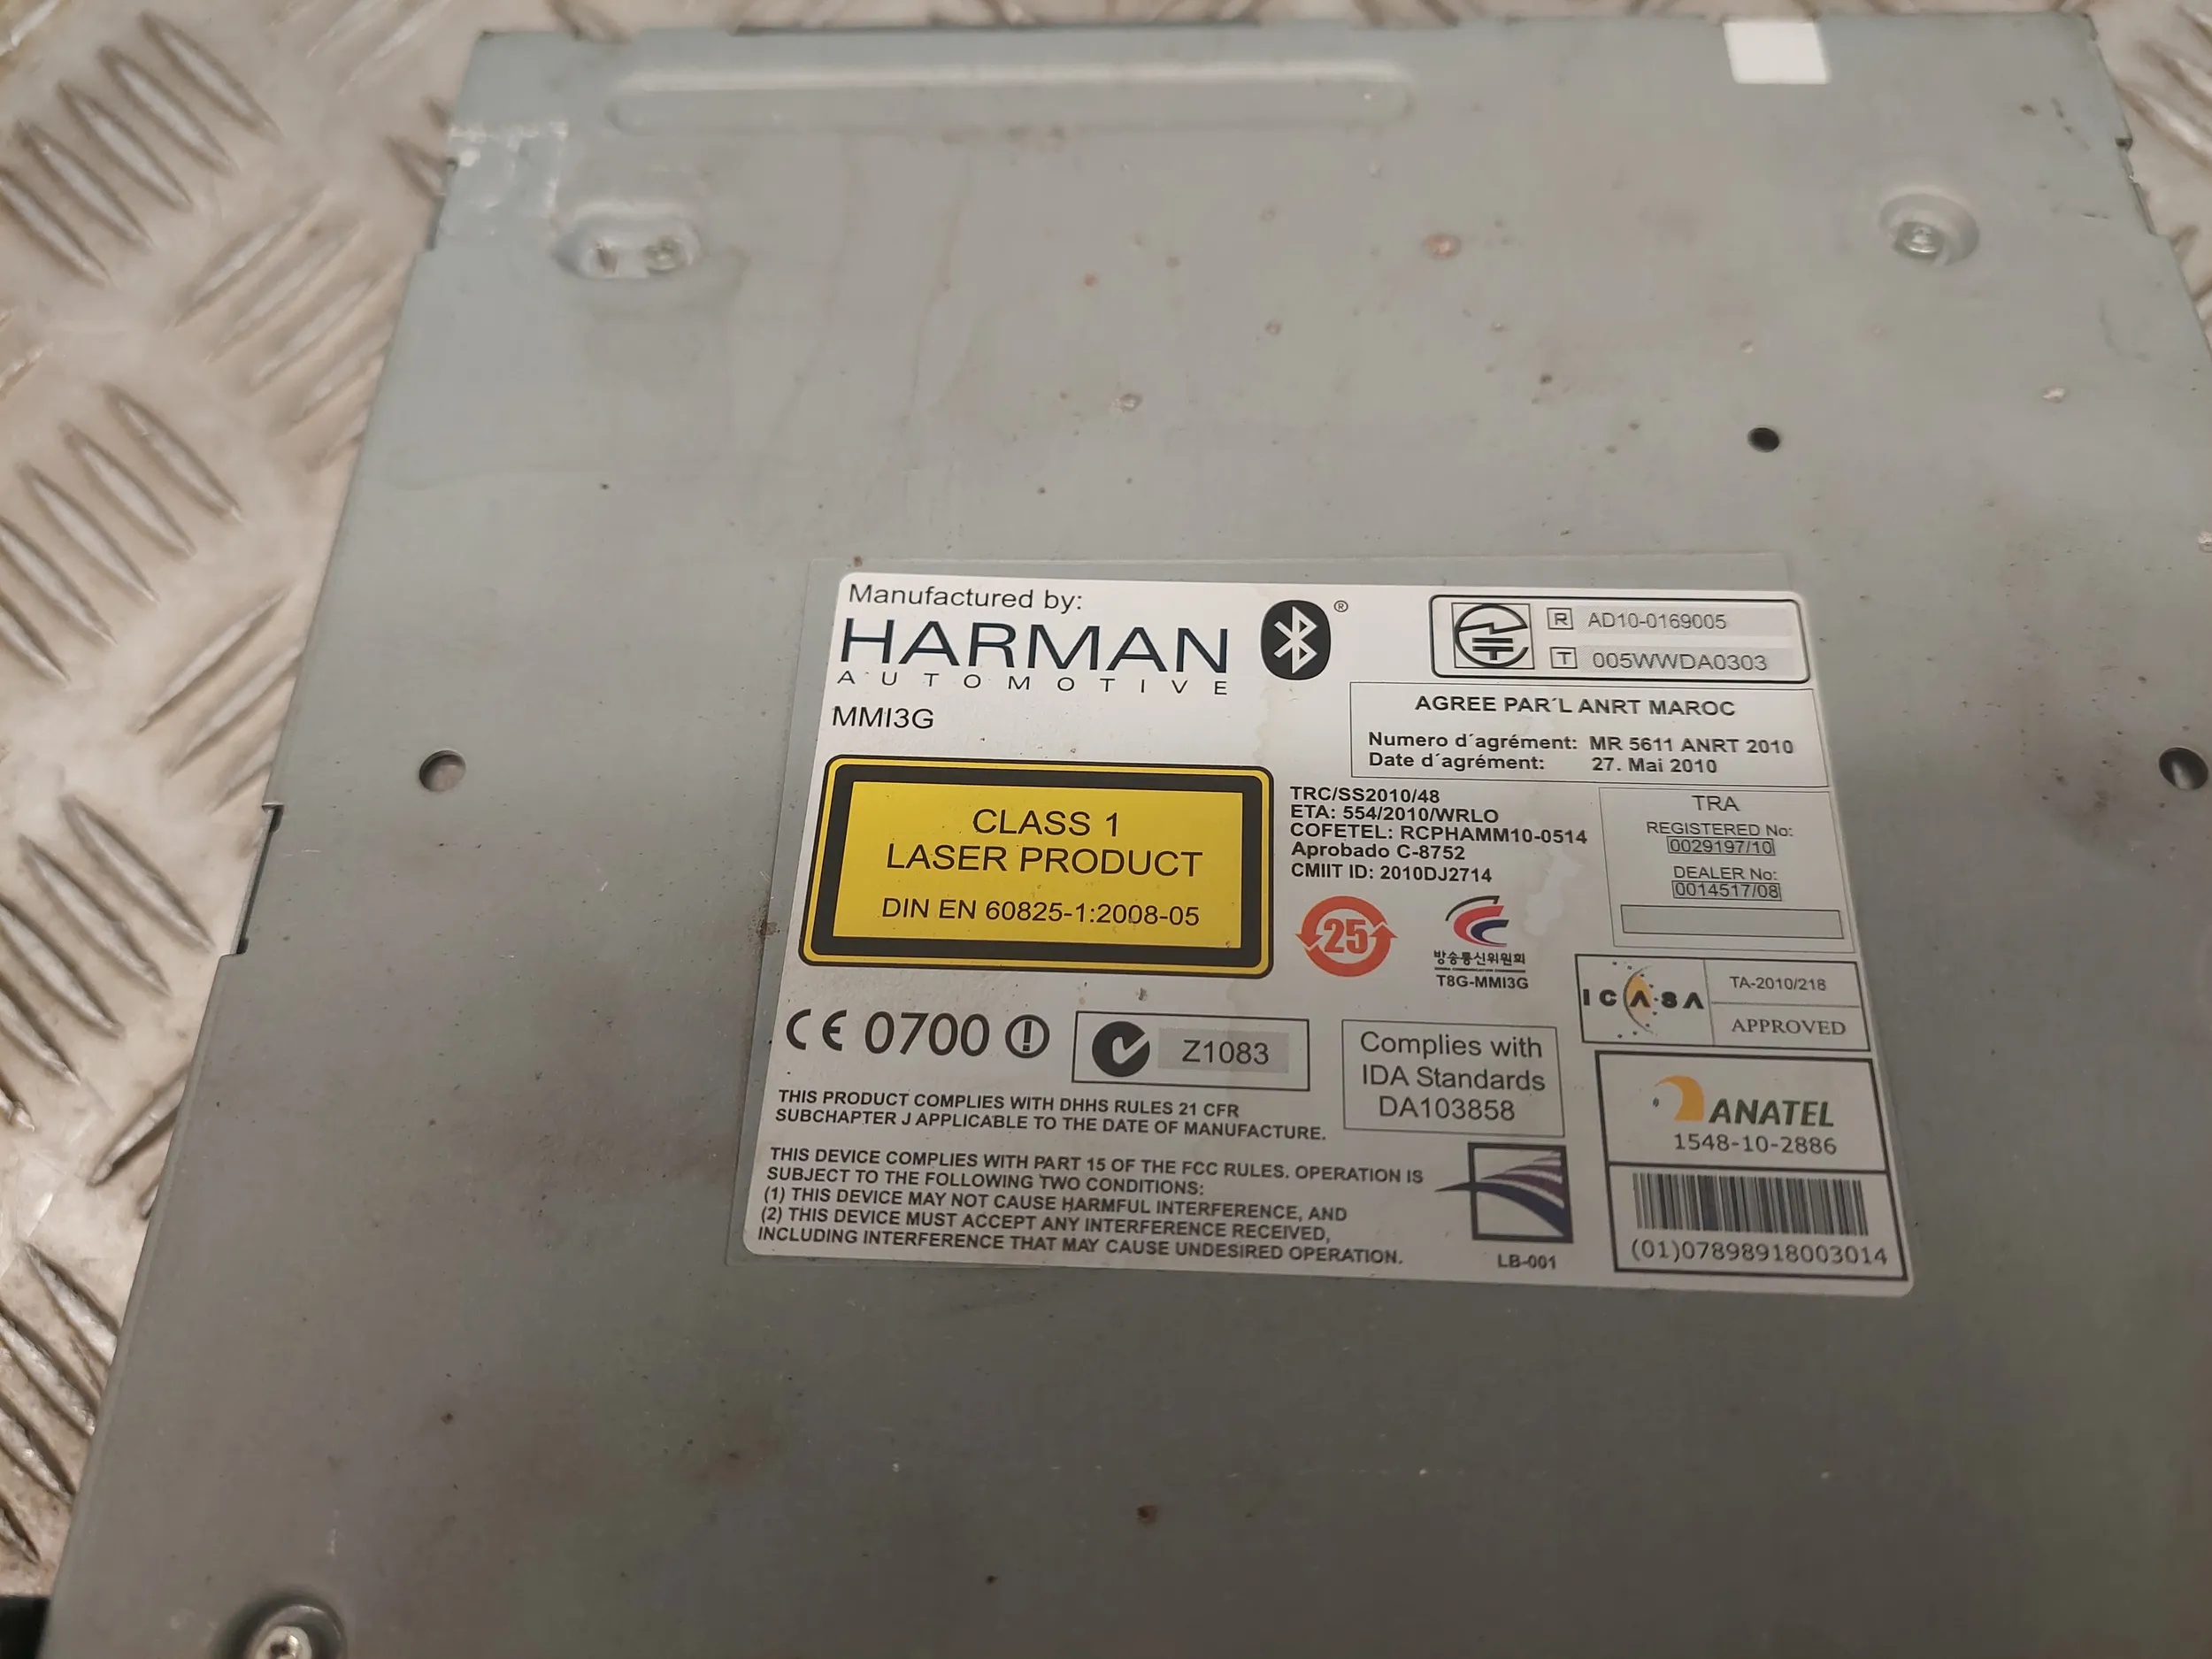 Manufactured by:
HARMAN
AUTOMOTIVE
MMI3G
®
R AD10-0169005
T 005WWDA0303
AGREE PAR´L ANRT MAROC
Numero d´agrément: MR 5611 ANRT 2010
Date d´agrément: 27. Mai 2010
CLASS 1
LASER PRODUCT
DIN EN 60825-1:2008-05
TRC/SS2010/48
ETA: 554/2010/WRLO
COFETEL: RCPHAMM10-0514
Aprobado C-8752
CMIIT ID: 2010DJ2714
TRA
REGISTERED No:
0029197/10
DEALER No:
0014517/08
25
방송통신위원회
T8G-MMI3G
ICASA
TA-2010/218
APPROVED
CE 0700
Z1083
Complies with
IDA Standards
DA103858
ANATEL
1548-10-2886
(01)07898918003014
THIS PRODUCT COMPLIES WITH DHHS RULES 21 CFR
SUBCHAPTER J APPLICABLE TO THE DATE OF MANUFACTURE.
THIS DEVICE COMPLIES WITH PART 15 OF THE FCC RULES. OPERATION IS
SUBJECT TO THE FOLLOWING TWO CONDITIONS:
(1) THIS DEVICE MAY NOT CAUSE HARMFUL INTERFERENCE, AND
(2) THIS DEVICE MUST ACCEPT ANY INTERFERENCE RECEIVED,
INCLUDING INTERFERENCE THAT MAY CAUSE UNDESIRED OPERATION.
LB-001